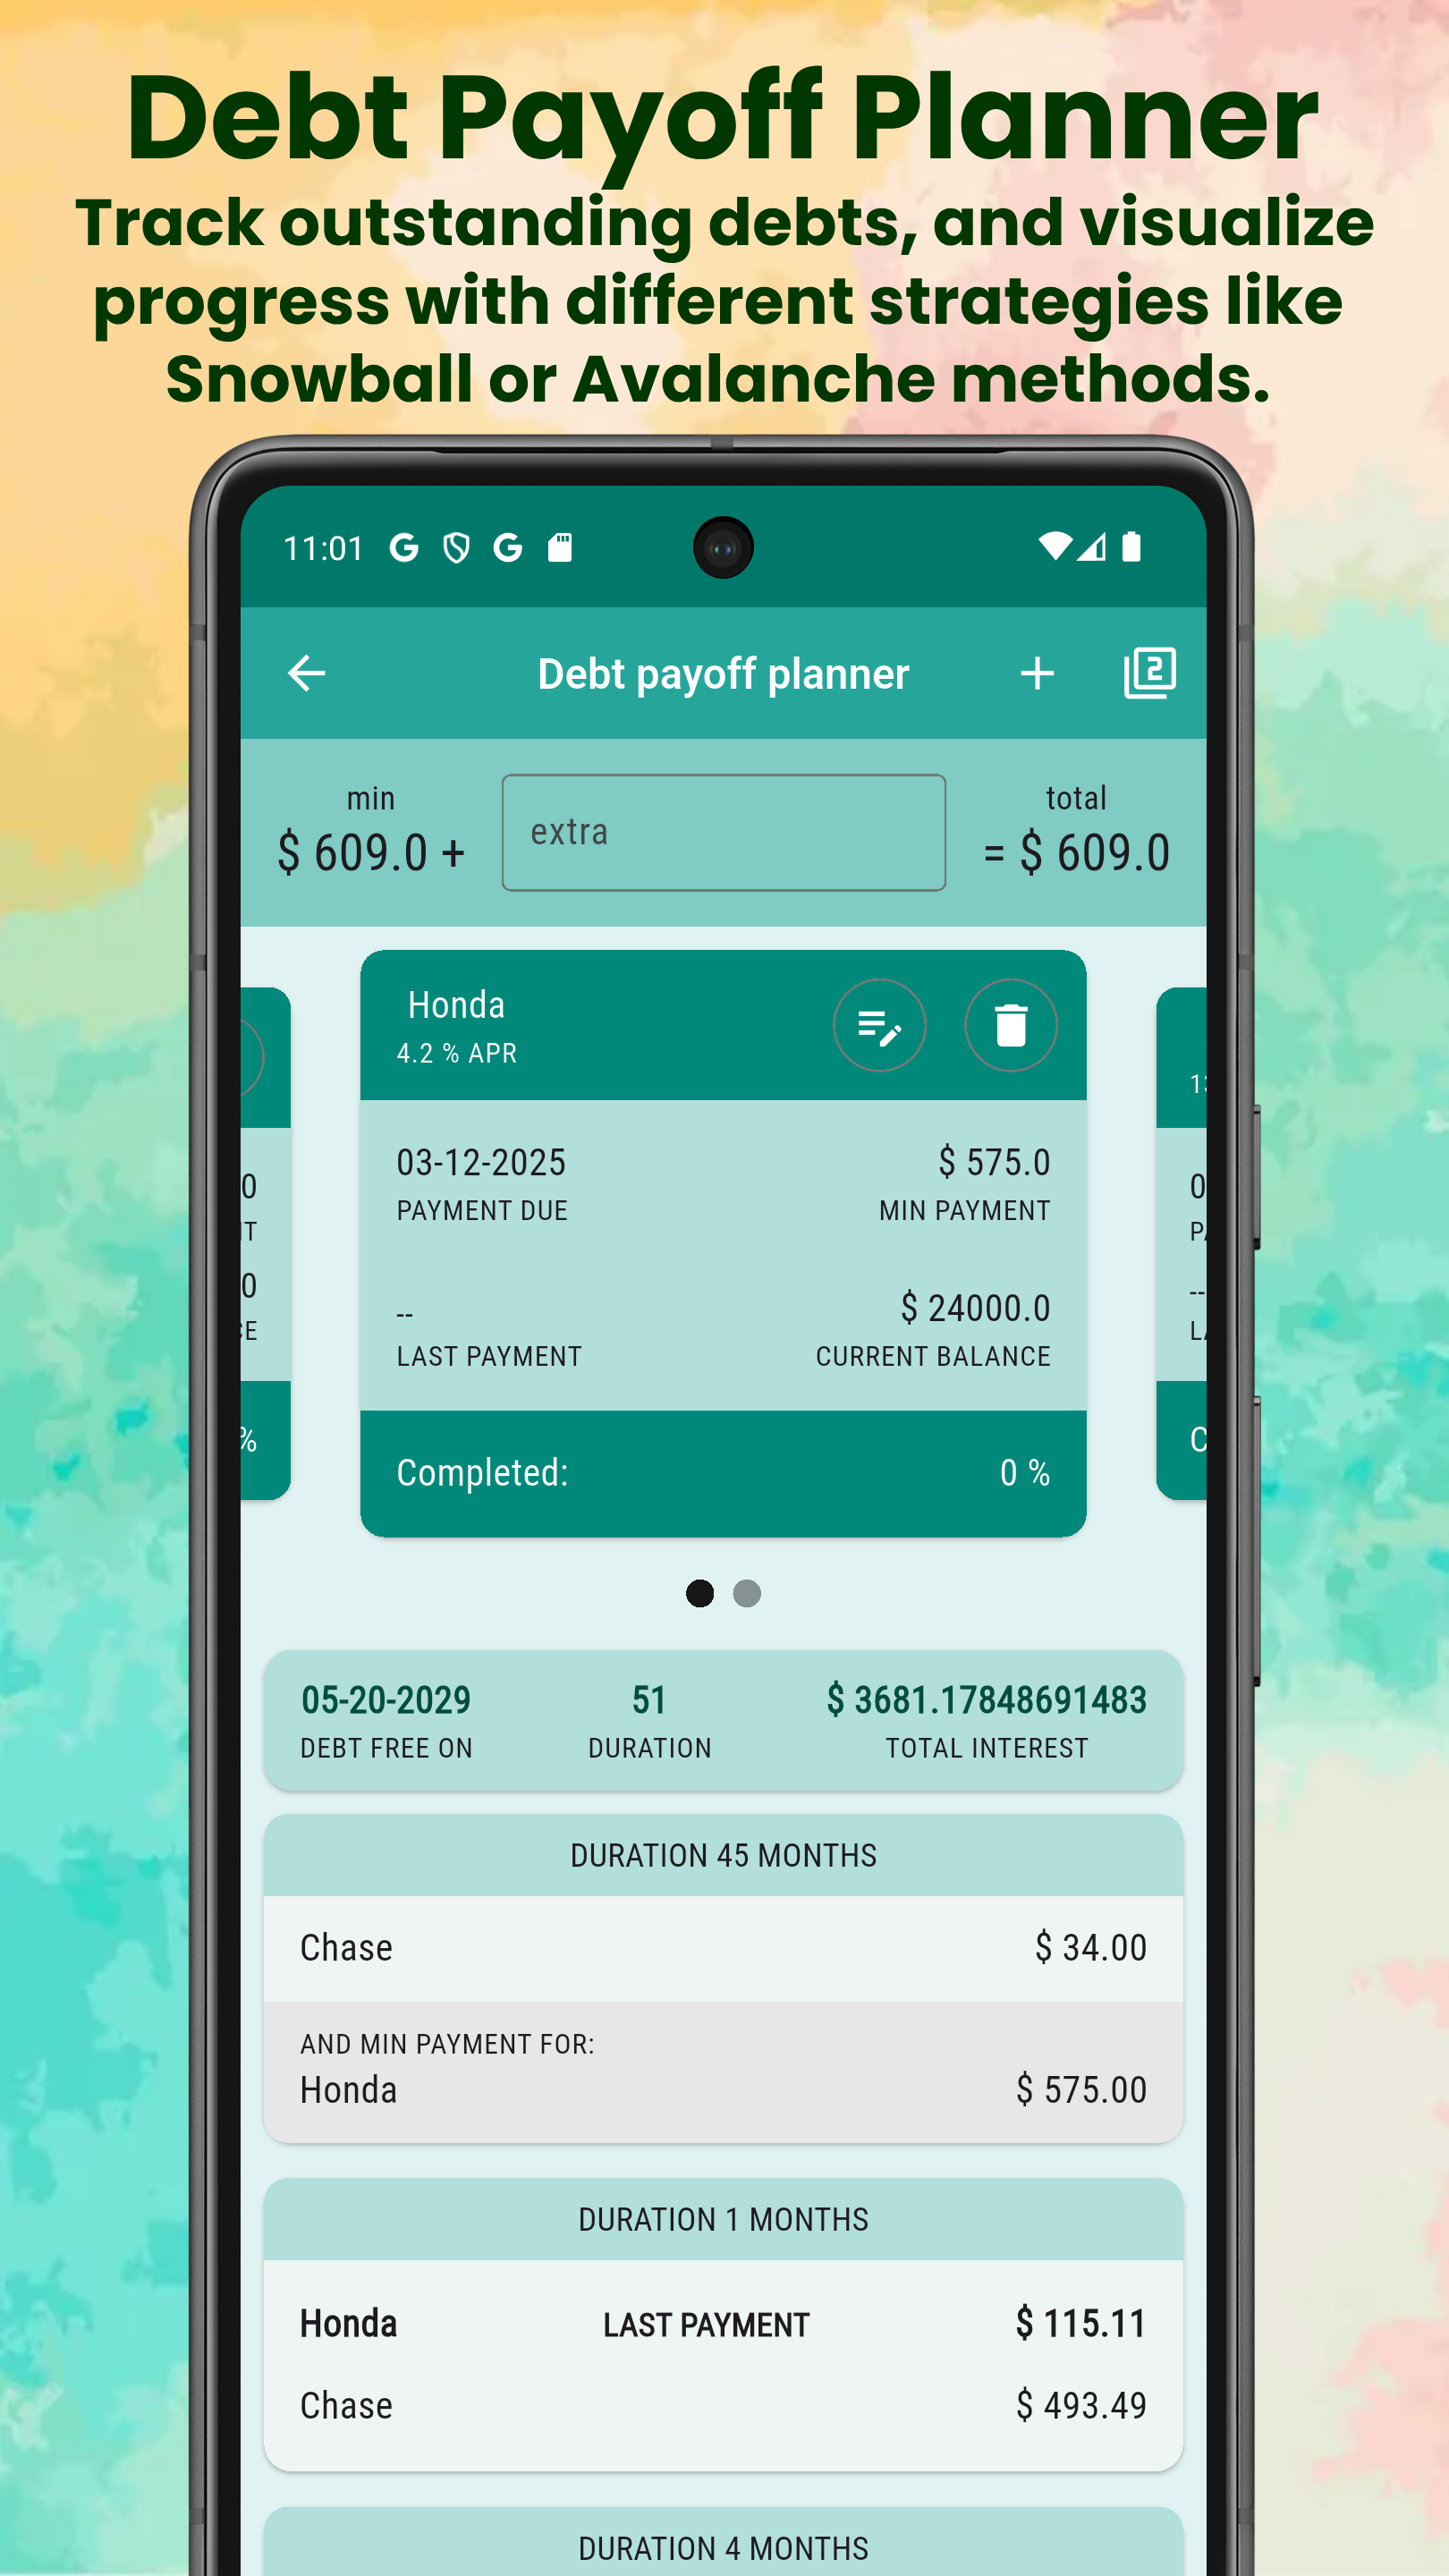 Debt Payoff Planner
Track outstanding debts, and visualize
progress with different strategies like
Snowball or Avalanche methods.
11:01
Debt payoff planner
2
min
$ 609.0 +
extra
total
= $ 609.0
Honda
4.2 % APR
03-12-2025
$ 575.0
PAYMENT DUE
MIN PAYMENT
--
$ 24000.0
LAST PAYMENT
CURRENT BALANCE
Completed:
0 %
05-20-2029
51
$ 3681.17848691483
DEBT FREE ON
DURATION
TOTAL INTEREST
DURATION 45 MONTHS
Chase
$ 34.00
AND MIN PAYMENT FOR:
Honda
$ 575.00
DURATION 1 MONTHS
Honda
LAST PAYMENT
$ 115.11
Chase
$ 493.49
DURATION 4 MONTHS